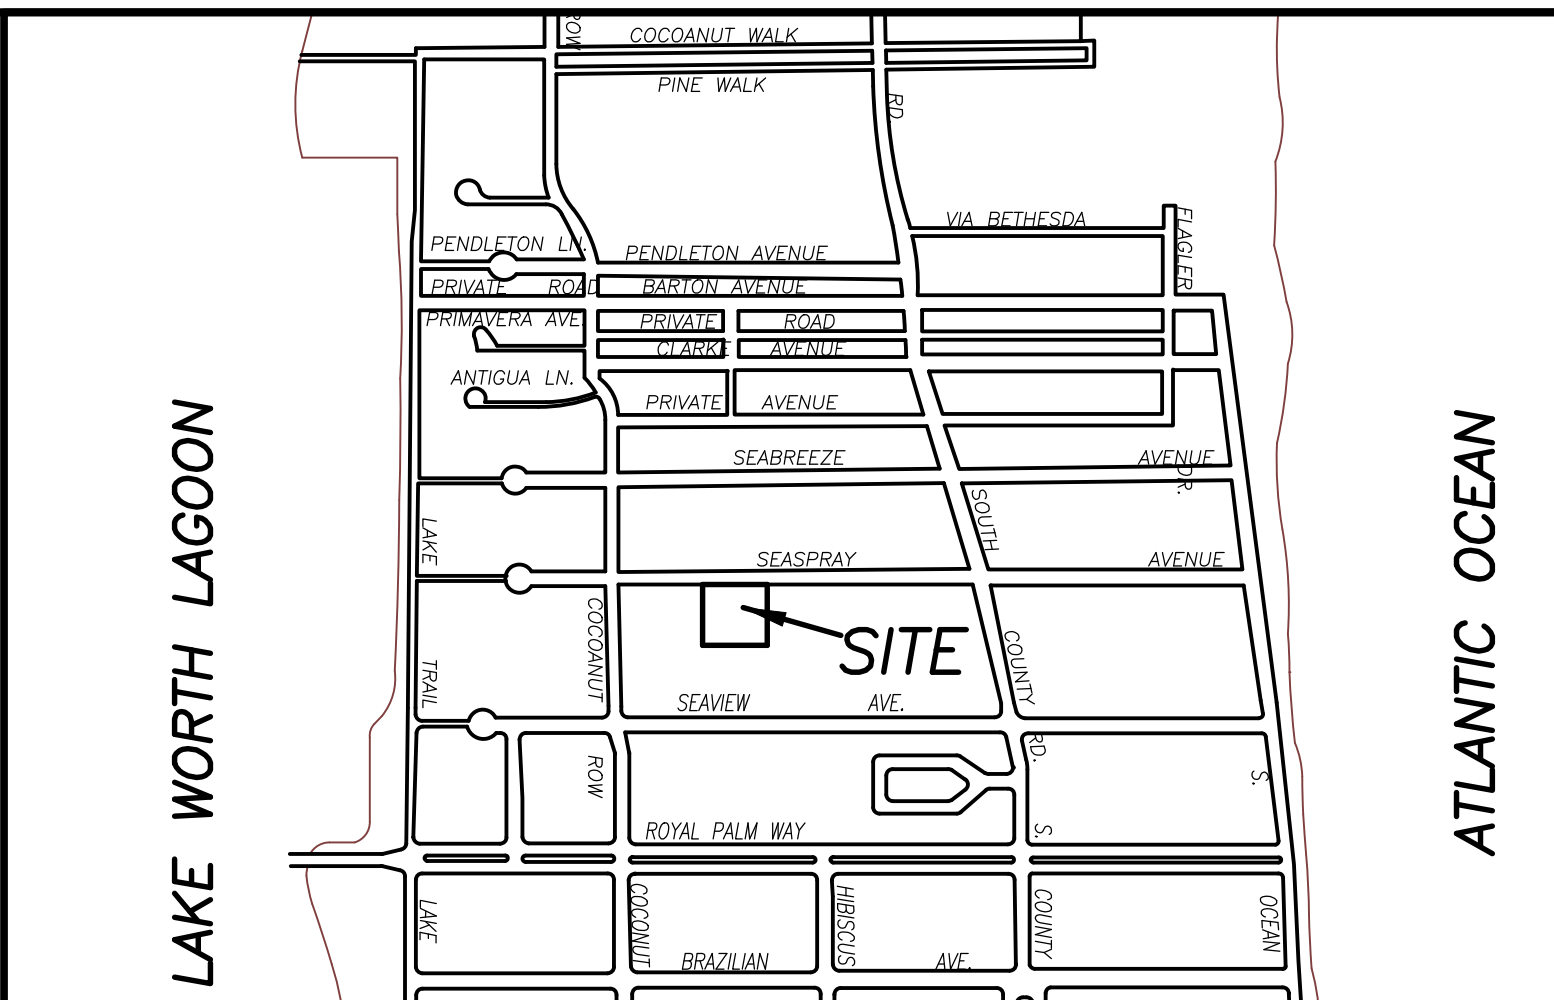 ROW
COCOANUT WALK
PINE WALK
RD.
VIA BETHESDA
FLAGLER
PENDLETON LN.
PENDLETON AVENUE
PRIVATE ROAD
BARTON AVENUE
PRIMAVERA AVE.
PRIVATE ROAD
CLARKE AVENUE
ANTIGUA LN.
PRIVATE AVENUE
SEABREEZE AVENUE
DR.
LAKE WORTH LAGOON
ATLANTIC OCEAN
LAKE
SOUTH
SEASPRAY AVENUE
COCOANUT
SITE
COUNTY
TRAIL
SEAVIEW AVE.
RD.
ROW
S.
ROYAL PALM WAY
S.
LAKE
COCONUT
HIBISCUS
COUNTY
OCEAN
BRAZILIAN AVE.